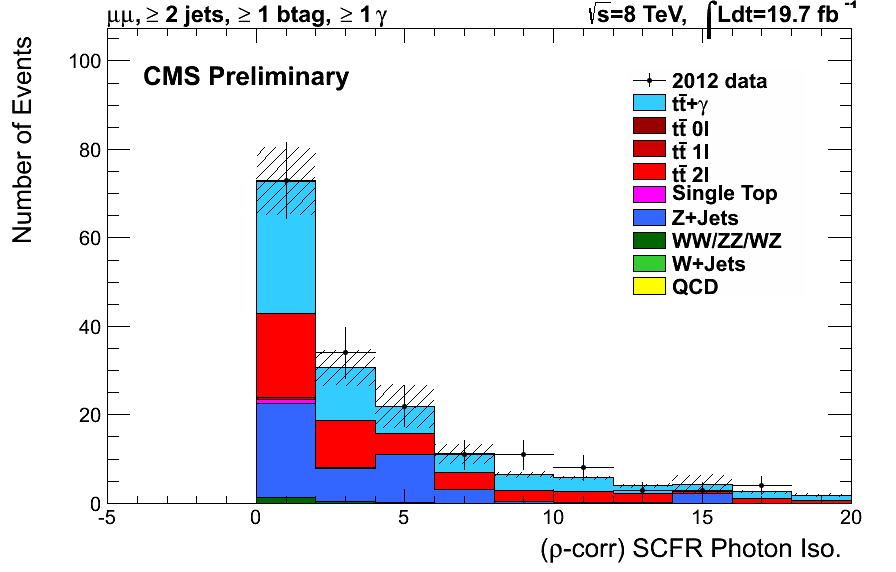 μμ, ≥ 2 jets, ≥ 1 btag, ≥ 1 γ √s=8 TeV, ∫Ldt=19.7 fb⁻¹
CMS Preliminary
2012 data
tt̄+γ
tt̄ 0l
tt̄ 1l
tt̄ 2l
Single Top
Z+Jets
WW/ZZ/WZ
W+Jets
QCD
Number of Events
100
80
60
40
20
0
-5 0 5 10 15 20
(ρ-corr) SCFR Photon Iso.